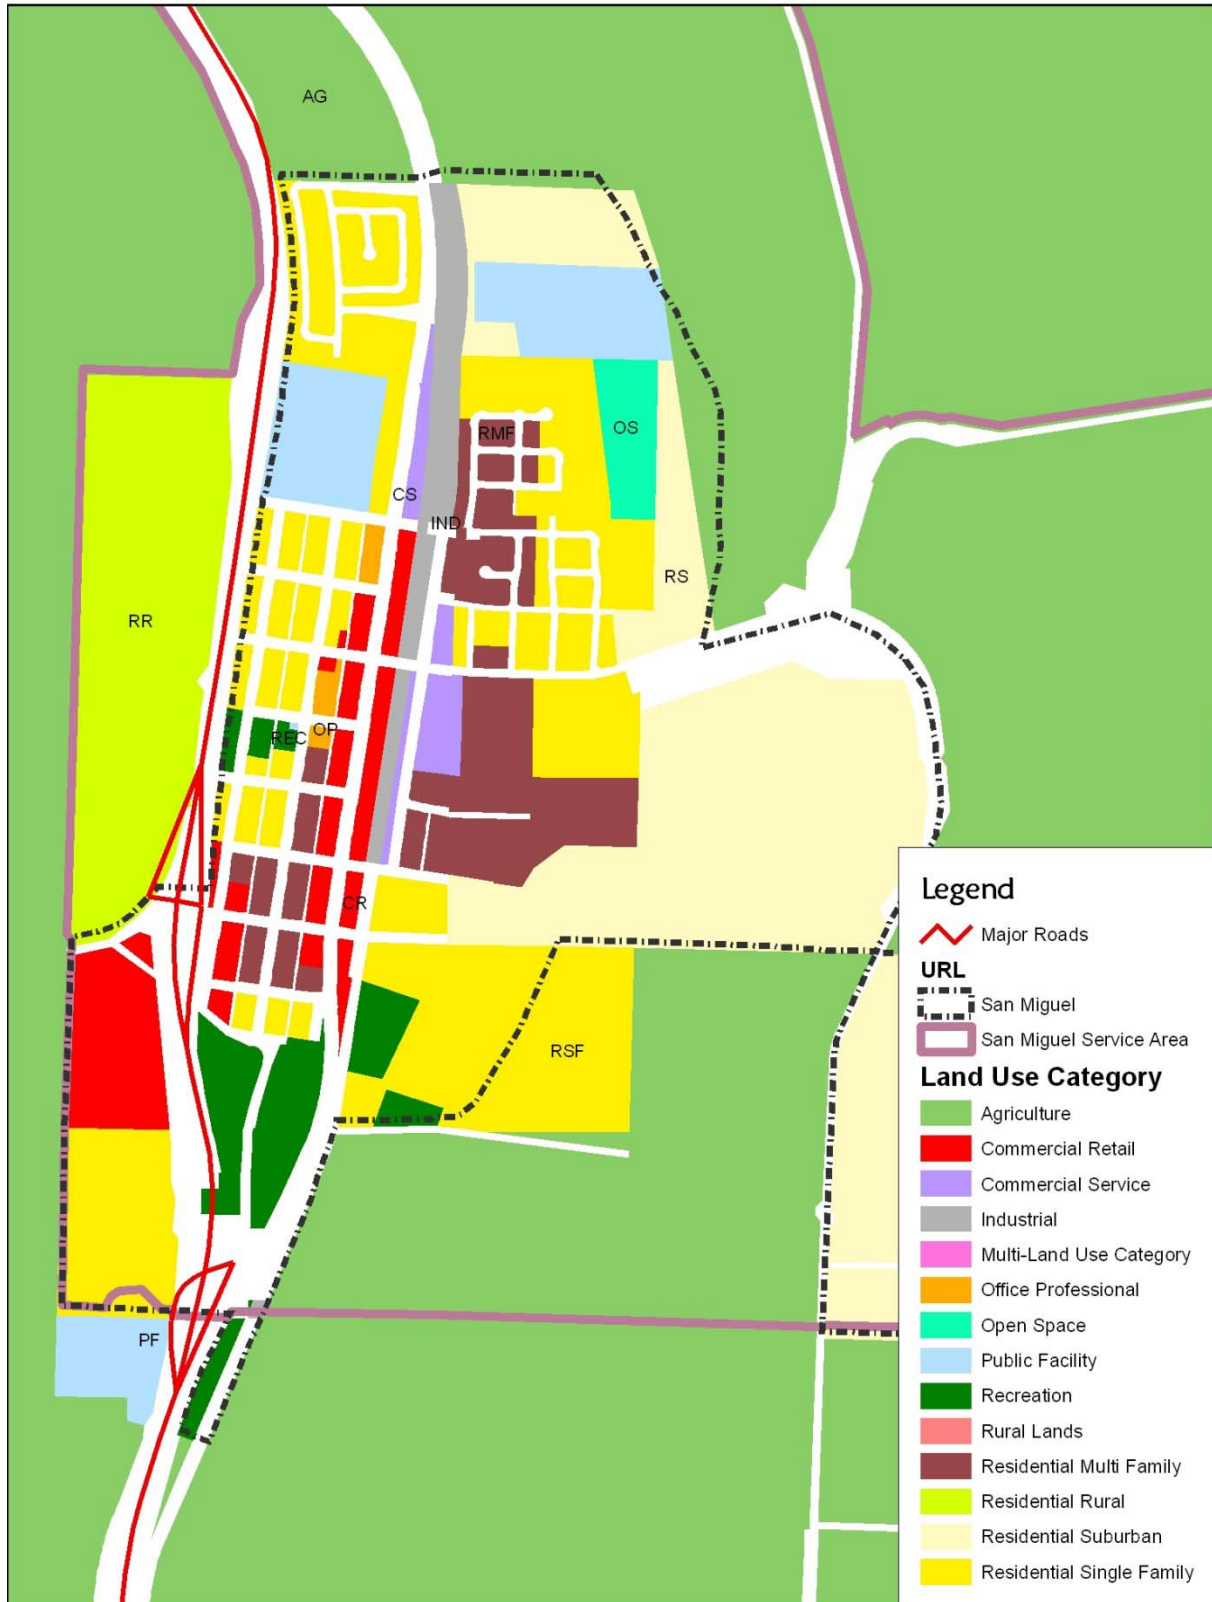 AG
OS
RMF
CS
IND
RS
RR
OP
REC
CR
RSF
PF
Legend
Major Roads
URL
San Miguel
San Miguel Service Area
Land Use Category
Agriculture
Commercial Retail
Commercial Service
Industrial
Multi-Land Use Category
Office Professional
Open Space
Public Facility
Recreation
Rural Lands
Residential Multi Family
Residential Rural
Residential Suburban
Residential Single Family